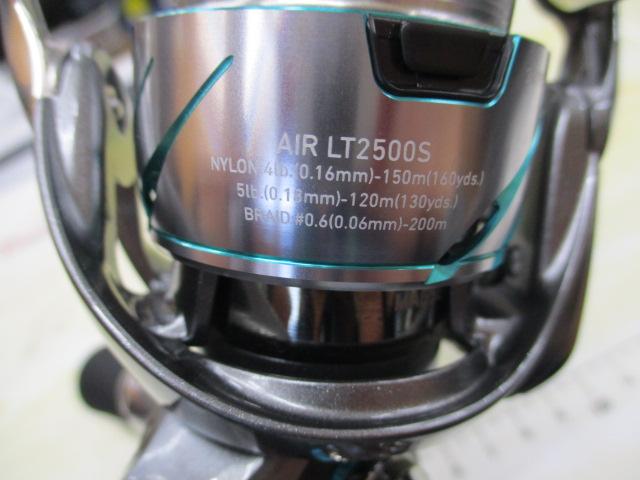 AIR LT2500S
NYLON 4lb.(0.16mm)-150m(160yds.)
5lb.(0.18mm)-120m(130yds.)
BRAID #0.6(0.06mm)-200m